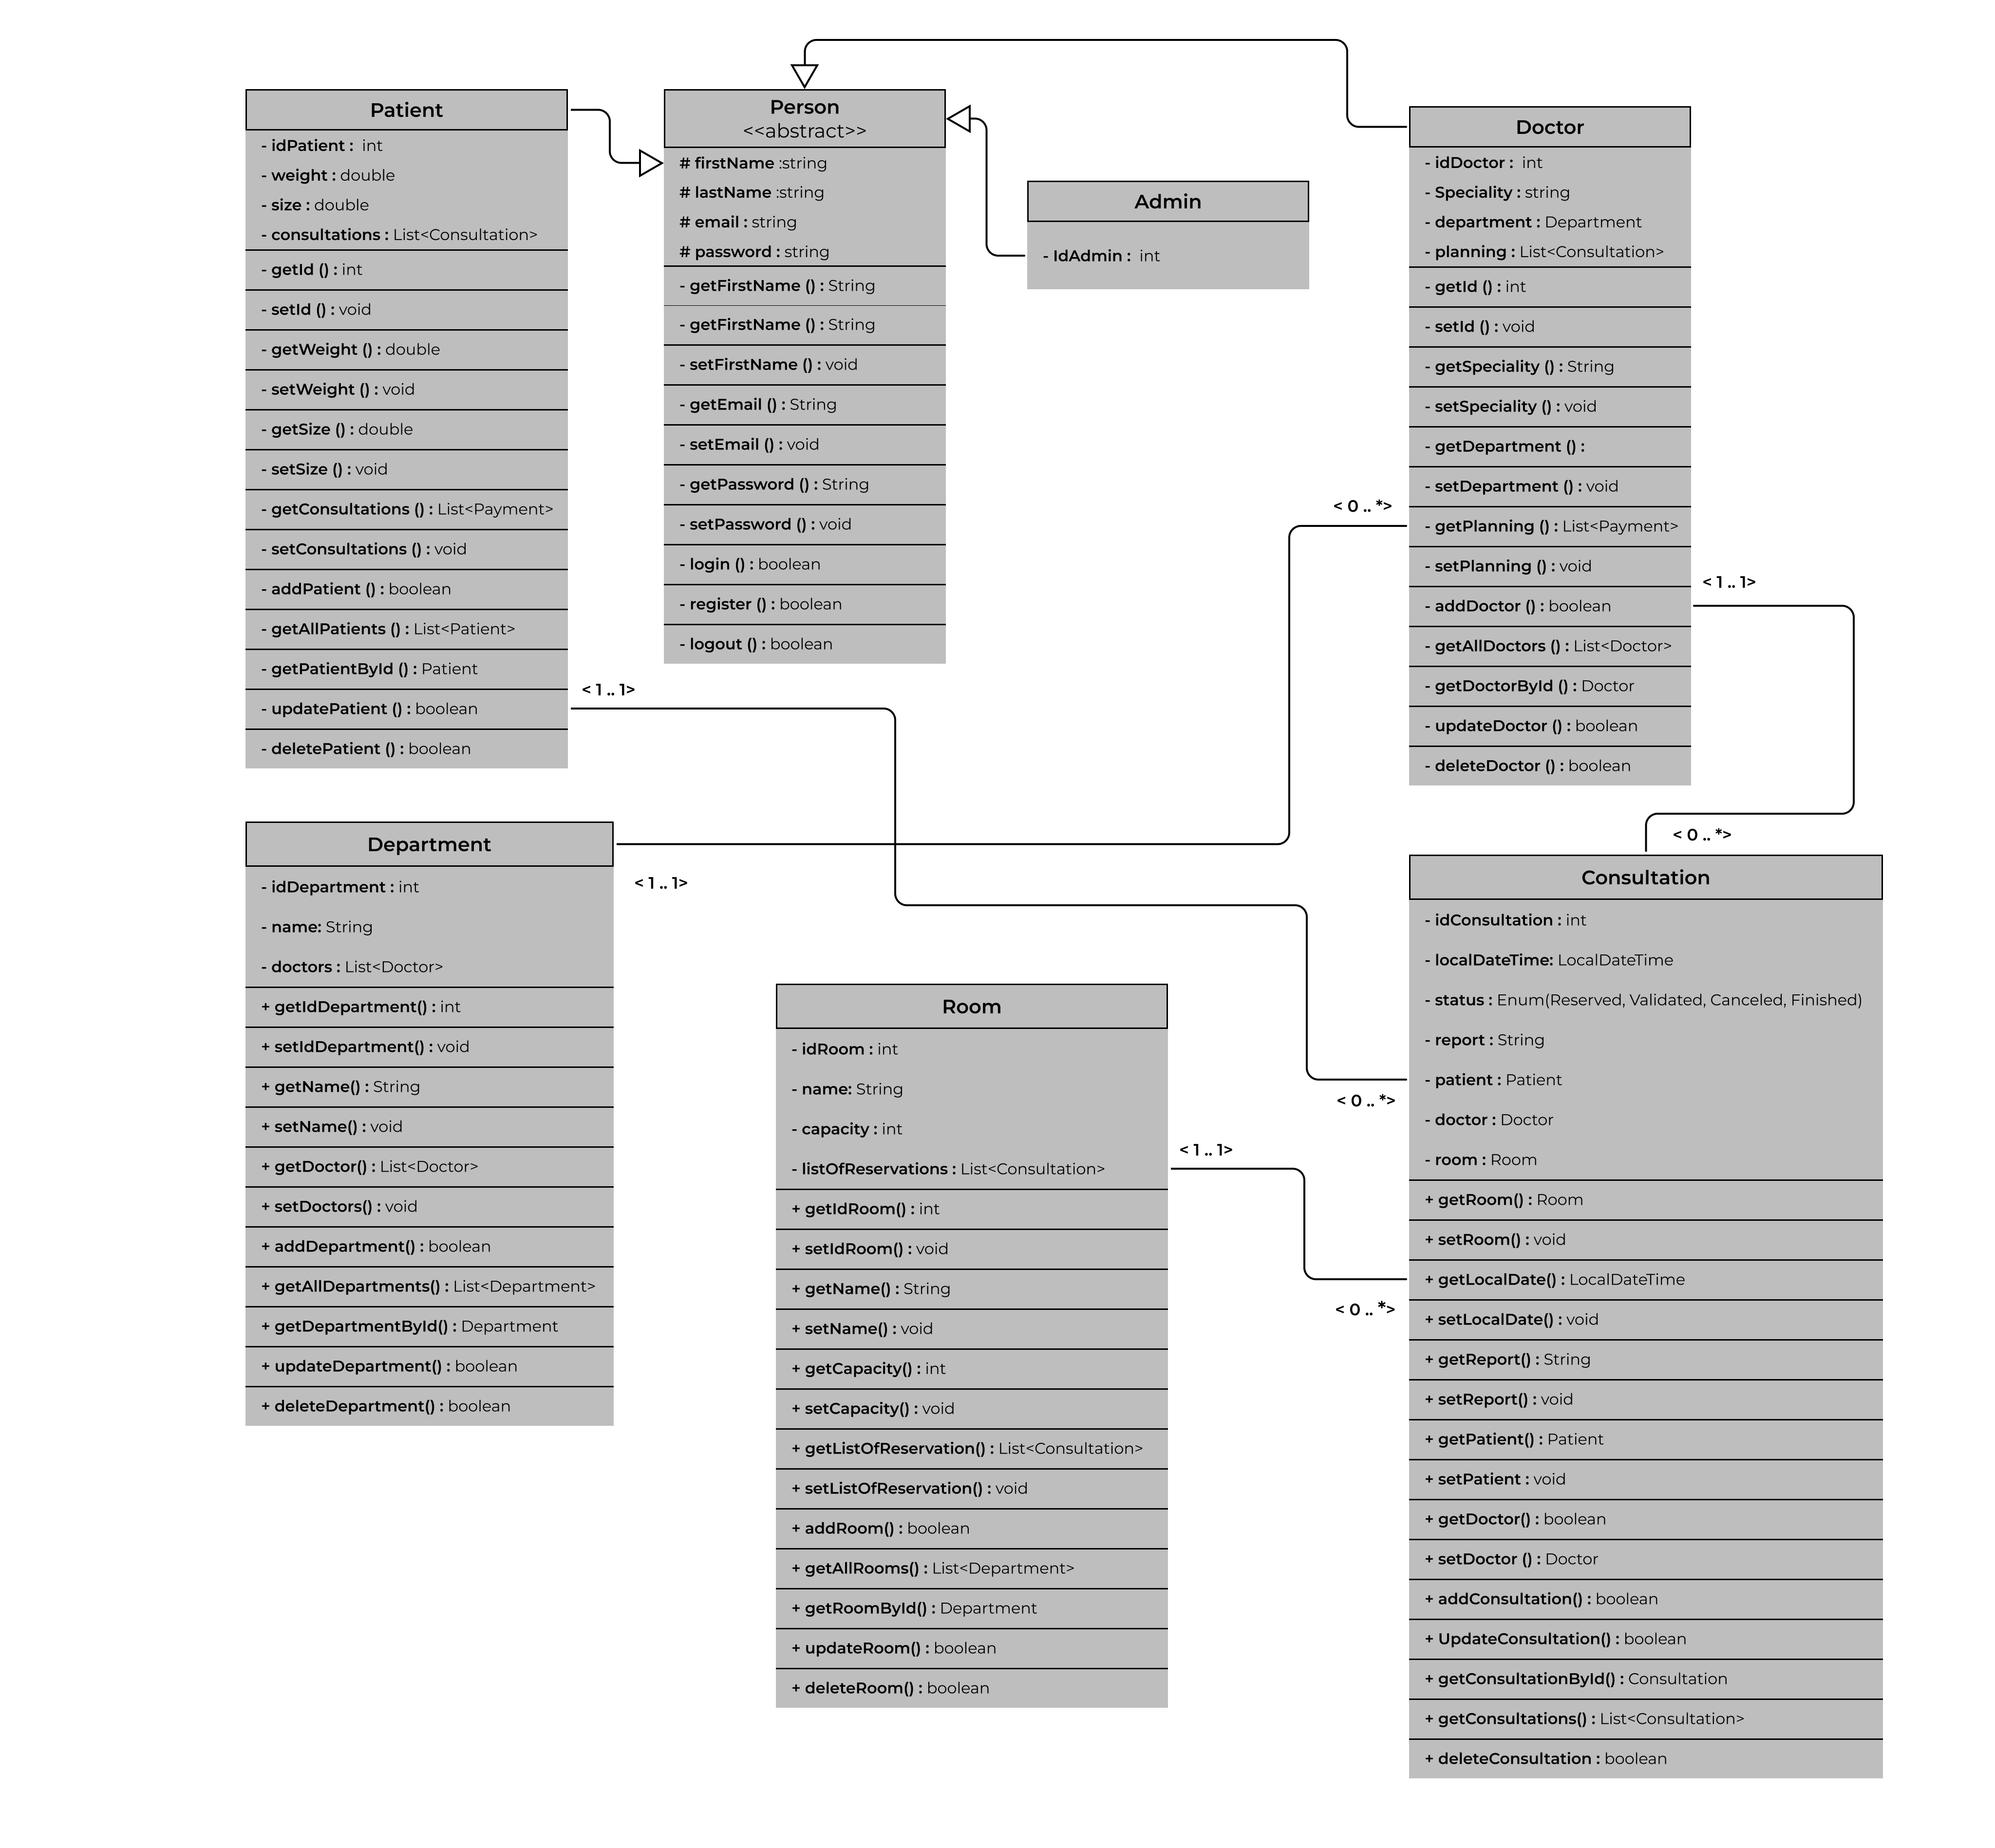 Patient
- idPatient :  int
- weight : double
- size : double
- consultations : List<Consultation>
- getId () : int
- setId () : void
- getWeight () : double
- setWeight () : void
- getSize () : double
- setSize () : void
- getConsultations () : List<Payment>
- setConsultations () : void
- addPatient () : boolean
- getAllPatients () : List<Patient>
- getPatientById () : Patient
- updatePatient () : boolean
- deletePatient () : boolean
< 1 .. 1>
Person
<<abstract>>
# firstName :string
# lastName :string
# email : string
# password : string
- getFirstName () : String
- getFirstName () : String
- setFirstName () : void
- getEmail () : String
- setEmail () : void
- getPassword () : String
- setPassword () : void
- login () : boolean
- register () : boolean
- logout () : boolean
Admin
- IdAdmin :  int
Doctor
- idDoctor :  int
- Speciality : string
- department : Department
- planning : List<Consultation>
- getId () : int
- setId () : void
- getSpeciality () : String
- setSpeciality () : void
- getDepartment () :
- setDepartment () : void
- getPlanning () : List<Payment>
- setPlanning () : void
- addDoctor () : boolean
- getAllDoctors () : List<Doctor>
- getDoctorById () : Doctor
- updateDoctor () : boolean
- deleteDoctor () : boolean
< 0 .. *>
< 1 .. 1>
< 0 .. *>
Department
- idDepartment : int
- name: String
- doctors : List<Doctor>
+ getIdDepartment() : int
+ setIdDepartment() : void
+ getName() : String
+ setName() : void
+ getDoctor() : List<Doctor>
+ setDoctors() : void
+ addDepartment() : boolean
+ getAllDepartments() : List<Department>
+ getDepartmentById() : Department
+ updateDepartment() : boolean
+ deleteDepartment() : boolean
< 1 .. 1>
Room
- idRoom : int
- name: String
- capacity : int
- listOfReservations : List<Consultation>
+ getIdRoom() : int
+ setIdRoom() : void
+ getName() : String
+ setName() : void
+ getCapacity() : int
+ setCapacity() : void
+ getListOfReservation() : List<Consultation>
+ setListOfReservation() : void
+ addRoom() : boolean
+ getAllRooms() : List<Department>
+ getRoomById() : Department
+ updateRoom() : boolean
+ deleteRoom() : boolean
< 0 .. *>
< 1 .. 1>
< 0 .. *>
Consultation
- idConsultation : int
- localDateTime: LocalDateTime
- status : Enum(Reserved, Validated, Canceled, Finished)
- report : String
- patient : Patient
- doctor : Doctor
- room : Room
+ getRoom() : Room
+ setRoom() : void
+ getLocalDate() : LocalDateTime
+ setLocalDate() : void
+ getReport() : String
+ setReport() : void
+ getPatient() : Patient
+ setPatient : void
+ getDoctor() : boolean
+ setDoctor () : Doctor
+ addConsultation() : boolean
+ UpdateConsultation() : boolean
+ getConsultationById() : Consultation
+ getConsultations() : List<Consultation>
+ deleteConsultation : boolean